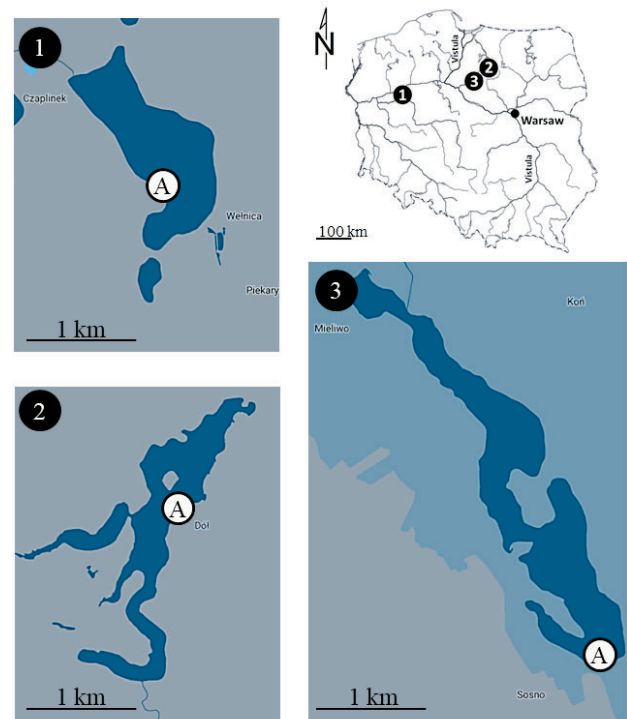 1
Czaplinek
A
Wełnica
Piekary
1 km
N
Vistula
2
3
1
Warsaw
Vistula
100 km
2
A
Dół
1 km
3
Koń
Mieliwo
A
Sosno
1 km